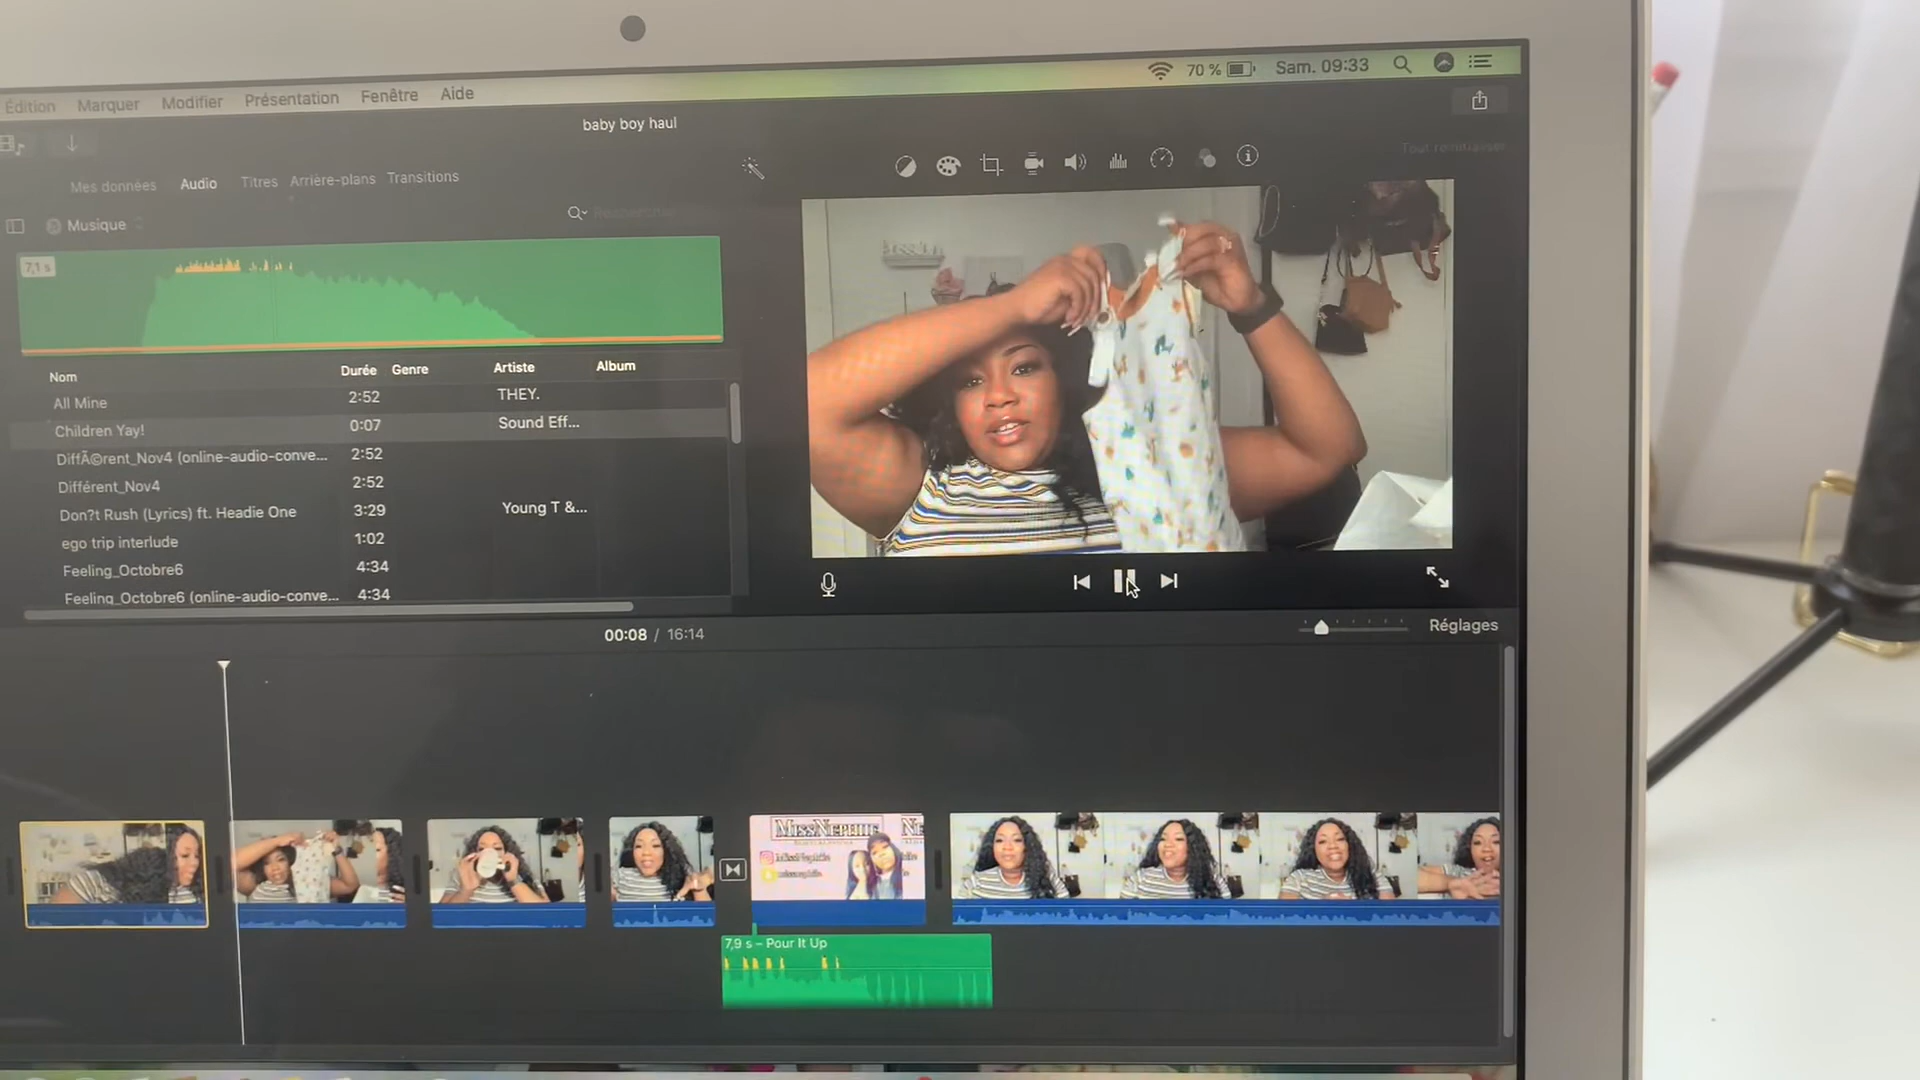 70 % Sam. 09:33
Édition Marquer Modifier Présentation Fenêtre Aide
baby boy haul
Mes données Audio Titres Arrière-plans Transitions
Musique
7,1 s
Nom Durée Genre Artiste Album
All Mine 2:52 THEY.
Children Yay! 0:07 Sound Eff...
DiffÃ©rent_Nov4 (online-audio-conve... 2:52
Différent_Nov4 2:52
Don?t Rush (Lyrics) ft. Headie One 3:29 Young T &...
ego trip interlude 1:02
Feeling_Octobre6 4:34
Feeling_Octobre6 (online-audio-conve... 4:34
00:08 / 16:14
Réglages
MissNephie Ne
MissNephie
missnephie
7,9 s – Pour It Up